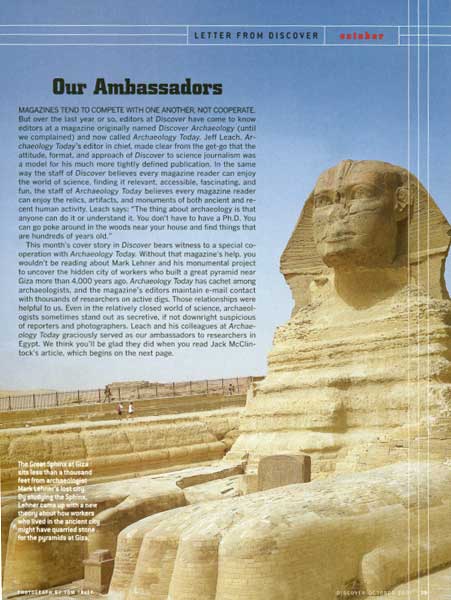 LETTER FROM DISCOVER
october
Our Ambassadors
MAGAZINES TEND TO COMPETE WITH ONE ANOTHER, NOT COOPERATE.
But over the last year or so, editors at Discover have come to know
editors at a magazine originally named Discover Archaeology (until
we complained) and now called Archaeology Today. Jeff Leach, Ar-
chaeology Today's editor in chief, made clear from the get-go that the
attitude, format, and approach of Discover to science journalism was
a model for his much more tightly defined publication. In the same
way the staff of Discover believes every magazine reader can enjoy
the world of science, finding it relevant, accessible, fascinating, and
fun, the staff of Archaeology Today believes every magazine reader
can enjoy the relics, artifacts, and monuments of both ancient and re-
cent human activity. Leach says: "The thing about archaeology is that
anyone can do it or understand it. You don't have to have a Ph.D. You
can go poke around in the woods near your house and find things that
are hundreds of years old."
This month's cover story in Discover bears witness to a special co-
operation with Archaeology Today. Without that magazine's help, you
wouldn't be reading about Mark Lehner and his monumental project
to uncover the hidden city of workers who built a great pyramid near
Giza more than 4,000 years ago. Archaeology Today has cachet among
archaeologists, and the magazine's editors maintain e-mail contact
with thousands of researchers on active digs. Those relationships were
helpful to us. Even in the relatively closed world of science, archaeol-
ogists sometimes stand out as secretive, if not downright suspicious
of reporters and photographers. Leach and his colleagues at Archae-
ology Today graciously served as our ambassadors to researchers in
Egypt. We think you'll be glad they did when you read Jack McClin-
tock's article, which begins on the next page.
The Great Sphinx at Giza
sits less than a thousand
feet from archaeologist
Mark Lehner's lost city.
By studying the Sphinx,
Lehner came up with a new
theory about how workers
who lived in the ancient city
might have quarried stone
for the pyramids at Giza.
PHOTOGRAPH BY TOM
DISCOVER OCTOBER